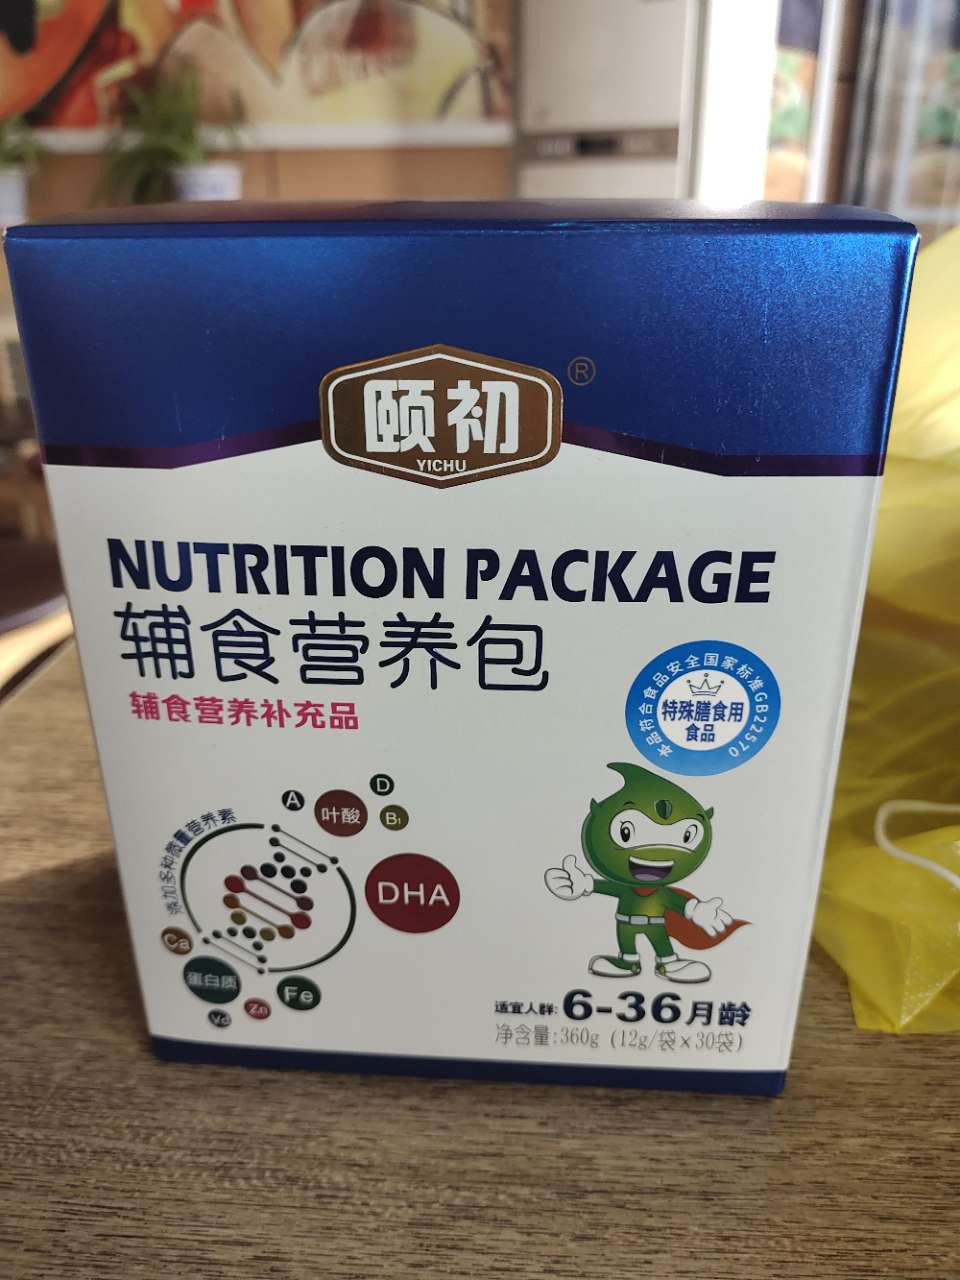 颐初
®
YICHU
NUTRITION PACKAGE
辅食营养包
辅食营养补充品
本品符合食品安全国家标准GB22570
特殊膳食用
食品
添加多种微量营养素
A
叶酸
D
B₁
DHA
Ca
蛋白质
Fe
Zn
Vd
适宜人群:6-36月龄
净含量:360g (12g/袋×30袋)